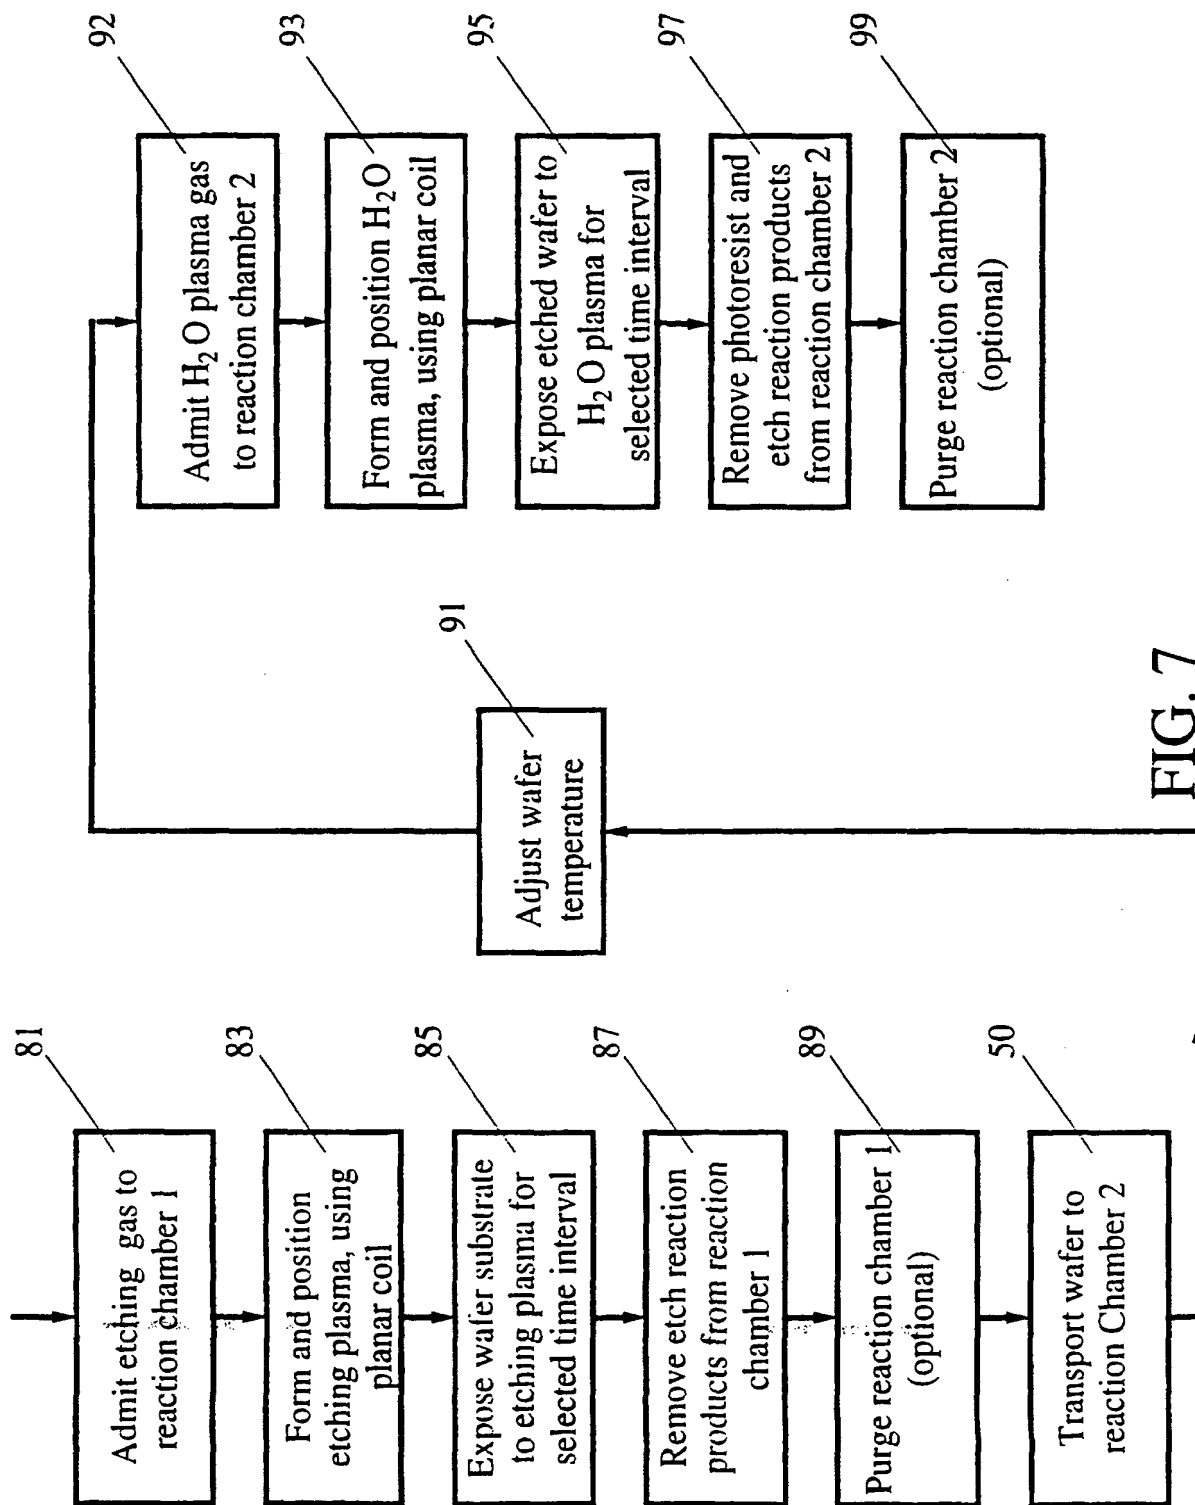 81
Admit etching gas to
reaction chamber 1
83
Form and position
etching plasma, using
planar coil
85
Expose wafer substrate
to etching plasma for
selected time interval
87
Remove etch reaction
products from reaction
chamber 1
89
Purge reaction chamber 1
(optional)
50
Transport wafer to
reaction Chamber 2
91
Adjust wafer
temperature
92
Admit H₂O plasma gas
to reaction chamber 2
93
Form and position H₂O
plasma, using planar coil
95
Expose etched wafer to
H₂O plasma for
selected time interval
97
Remove photoresist and
etch reaction products
from reaction chamber 2
99
Purge reaction chamber 2
(optional)
FIG. 7